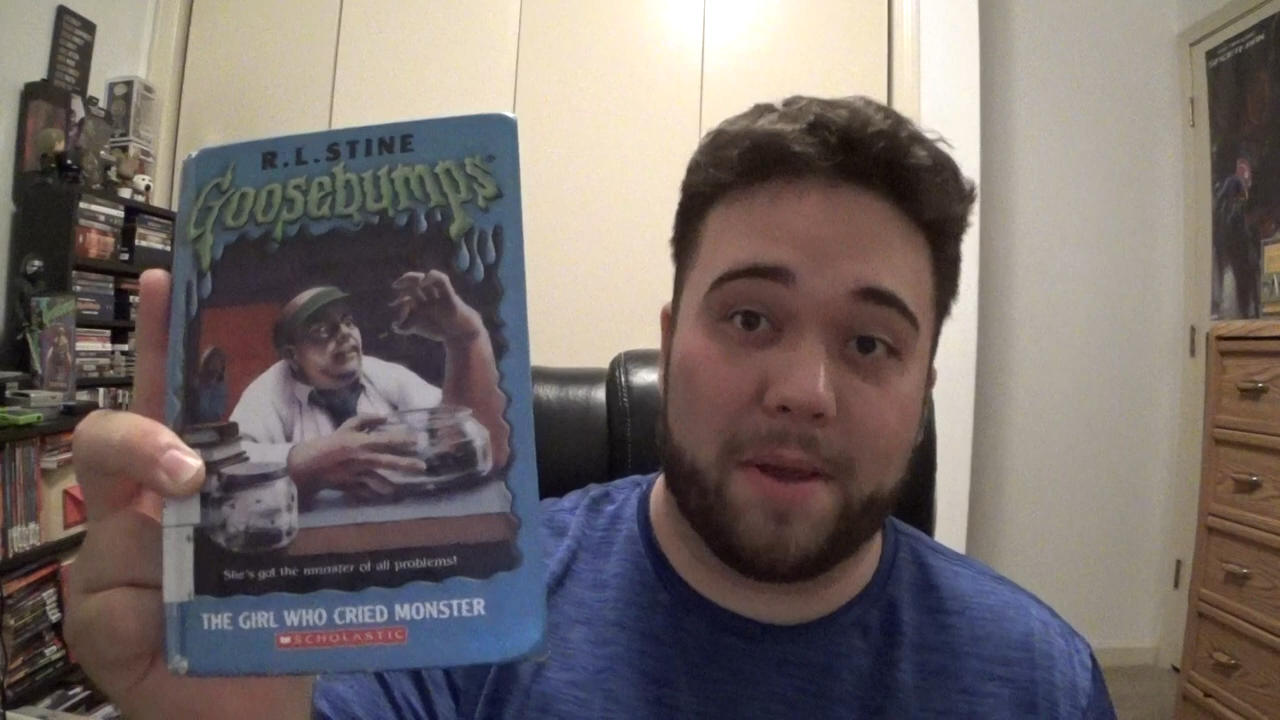 R.L. STINE
Goosebumps
She's got the monster of all problems!
THE GIRL WHO CRIED MONSTER
SCHOLASTIC